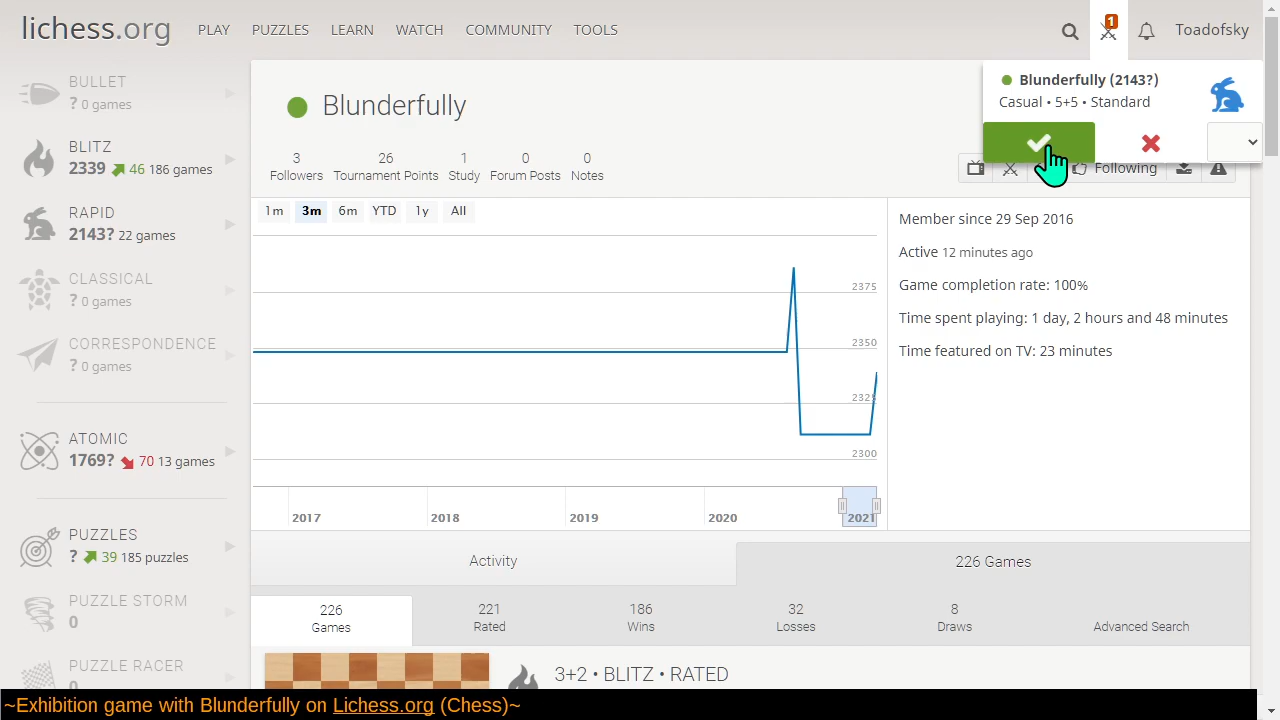 lichess.org
PLAY PUZZLES LEARN WATCH COMMUNITY TOOLS
1
Toadofsky
Blunderfully (2143?)
Casual • 5+5 • Standard
BULLET
? 0 games
BLITZ
2339 46 186 games
RAPID
2143? 22 games
CLASSICAL
? 0 games
CORRESPONDENCE
? 0 games
ATOMIC
1769? 70 13 games
PUZZLES
? 39 185 puzzles
PUZZLE STORM
0
PUZZLE RACER
0
Blunderfully
3 26 1 0 0
Followers Tournament Points Study Forum Posts Notes
Following
1m 3m 6m YTD 1y All
2375
2350
2325
2300
2017 2018 2019 2020 2021
Member since 29 Sep 2016
Active 12 minutes ago
Game completion rate: 100%
Time spent playing: 1 day, 2 hours and 48 minutes
Time featured on TV: 23 minutes
Activity 226 Games
226 221 186 32 8
Games Rated Wins Losses Draws Advanced Search
3+2 • BLITZ • RATED
~Exhibition game with Blunderfully on Lichess.org (Chess)~